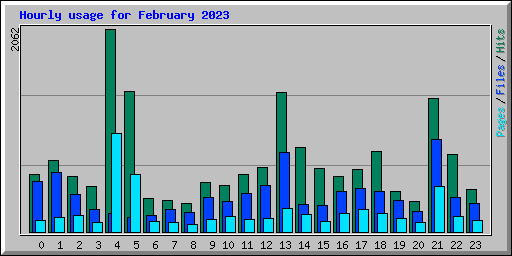 Hourly usage for February 2023
2062
Pages / Files / Hits
0 1 2 3 4 5 6 7 8 9 10 11 12 13 14 15 16 17 18 19 20 21 22 23